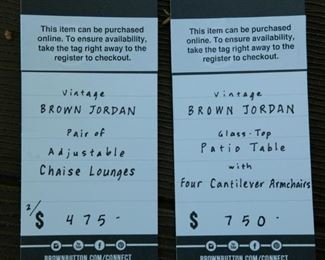 This item can be purchased
online. To ensure availability,
take the tag right away to the
register to checkout.
Vintage
BROWN JORDAN
Pair of
Adjustable
Chaise Lounges
2/
$ 475-
BROWNBUTTON.COM/CONNECT
This item can be purchased
online. To ensure availability,
take the tag right away to the
register to checkout.
Vintage
BROWN JORDAN
Glass-Top
Patio Table
with
Four Cantilever Armchairs
$ 750-
BROWNBUTTON.COM/CONNECT